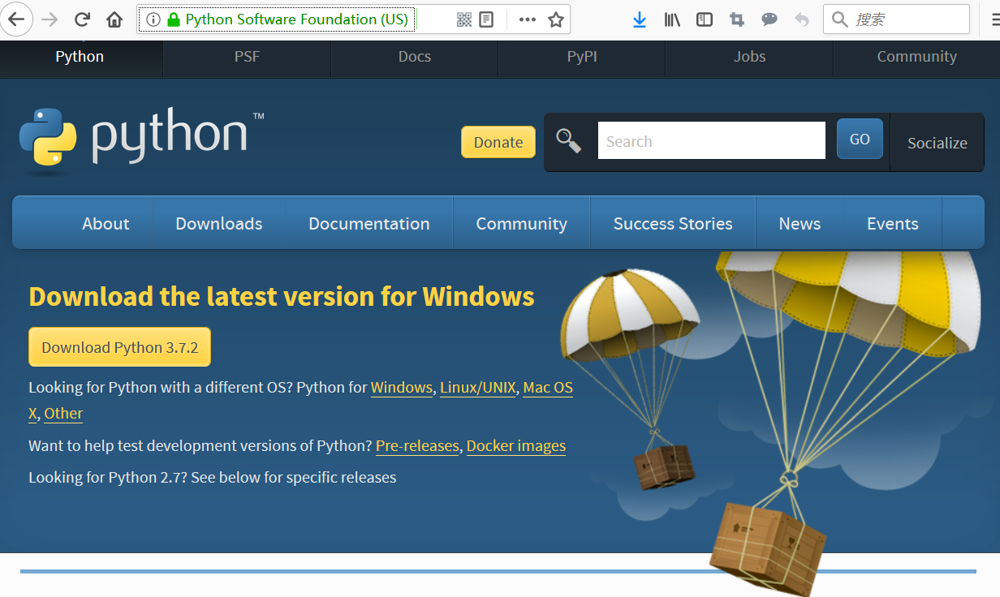 Python Software Foundation (US)
搜索
Python PSF Docs PyPI Jobs Community
python™
Donate
Search
GO
Socialize
About Downloads Documentation Community Success Stories News Events
Download the latest version for Windows
Download Python 3.7.2
Looking for Python with a different OS? Python for Windows, Linux/UNIX, Mac OS
X, Other
Want to help test development versions of Python? Pre-releases, Docker images
Looking for Python 2.7? See below for specific releases